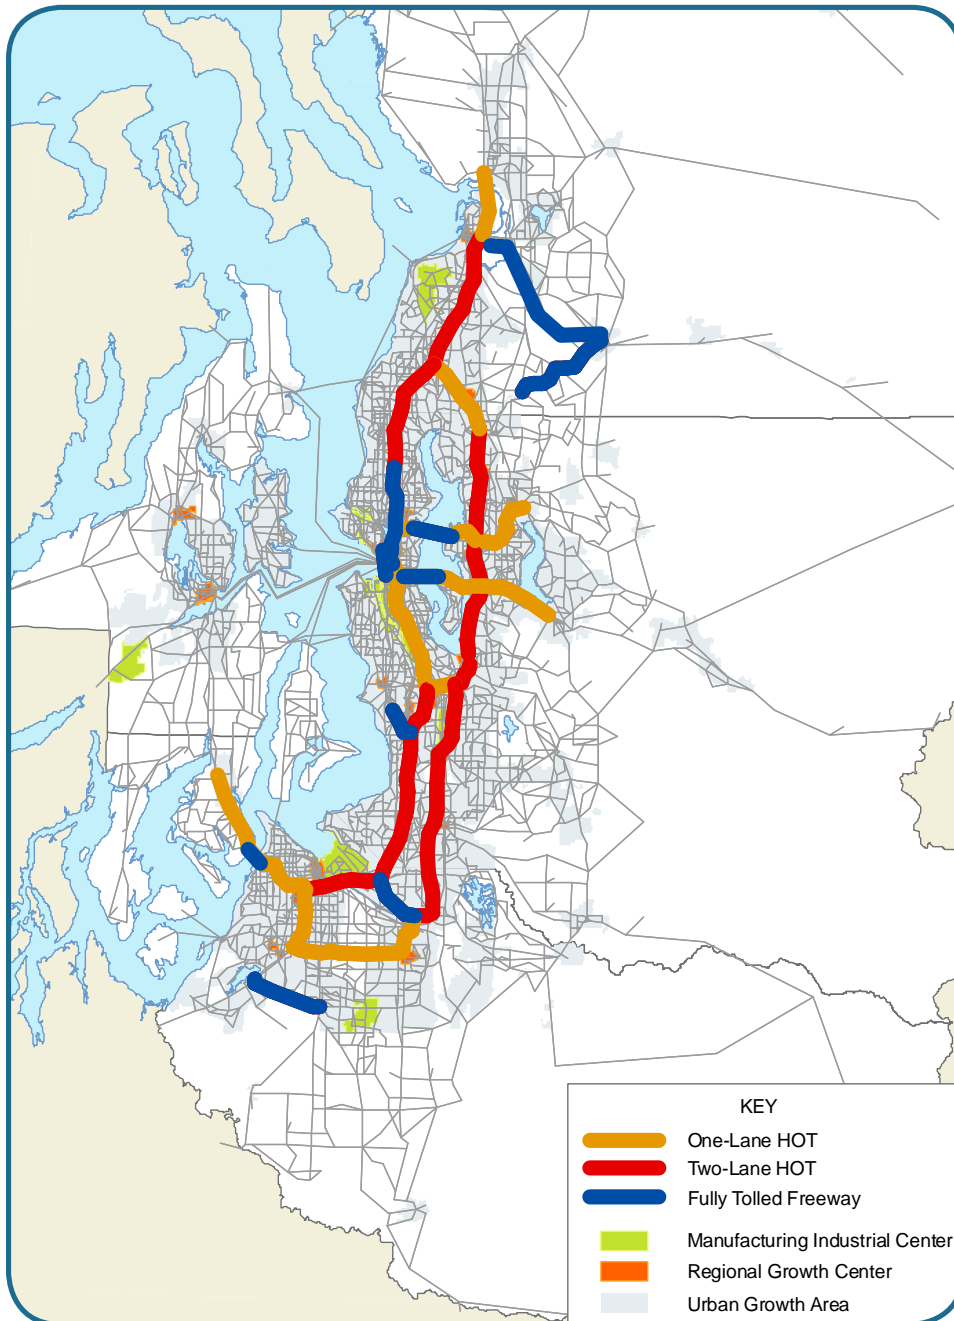 KEY
One-Lane HOT
Two-Lane HOT
Fully Tolled Freeway
Manufacturing Industrial Center
Regional Growth Center
Urban Growth Area